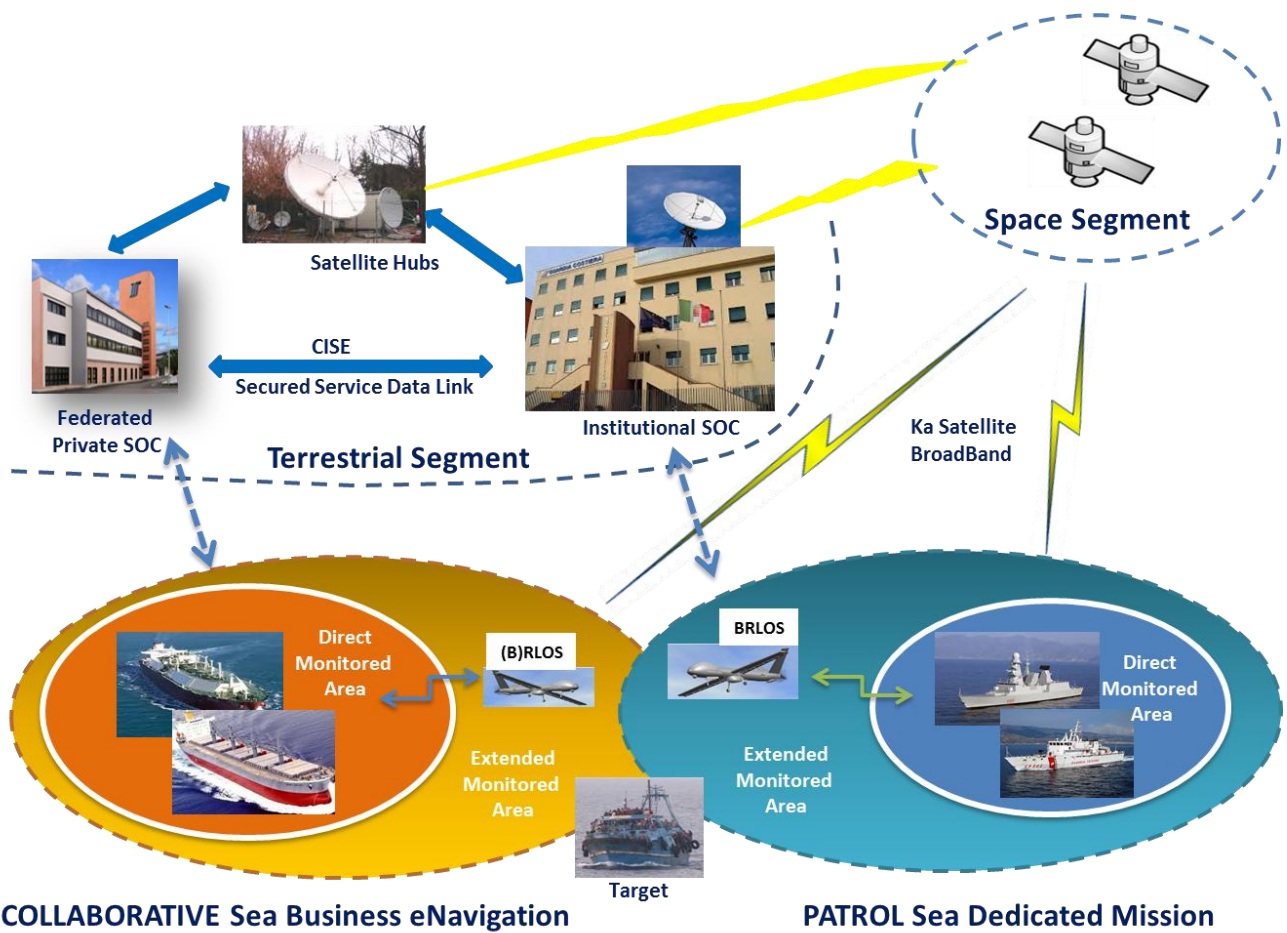 Space Segment
GUARDIA COSTIERA
Satellite Hubs
CISE
Secured Service Data Link
Federated
Private SOC
Institutional SOC
Terrestrial Segment
Ka Satellite
BroadBand
Direct
Monitored
Area
(B)RLOS
BRLOS
Direct
Monitored
Area
Extended
Monitored
Area
Extended
Monitored
Area
Target
COLLABORATIVE Sea Business eNavigation
PATROL Sea Dedicated Mission